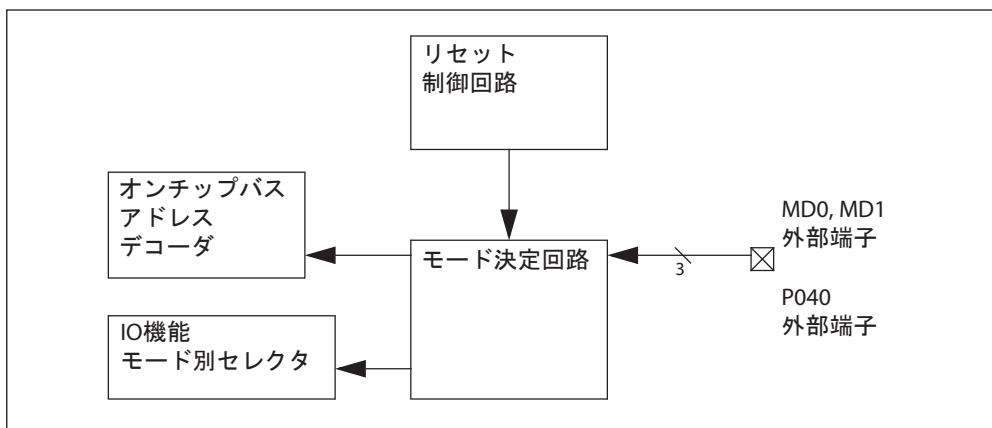 リセット
制御回路
オンチップバス
アドレス
デコーダ
モード決定回路
3
MD0, MD1
外部端子
P040
外部端子
IO機能
モード別セレクタ